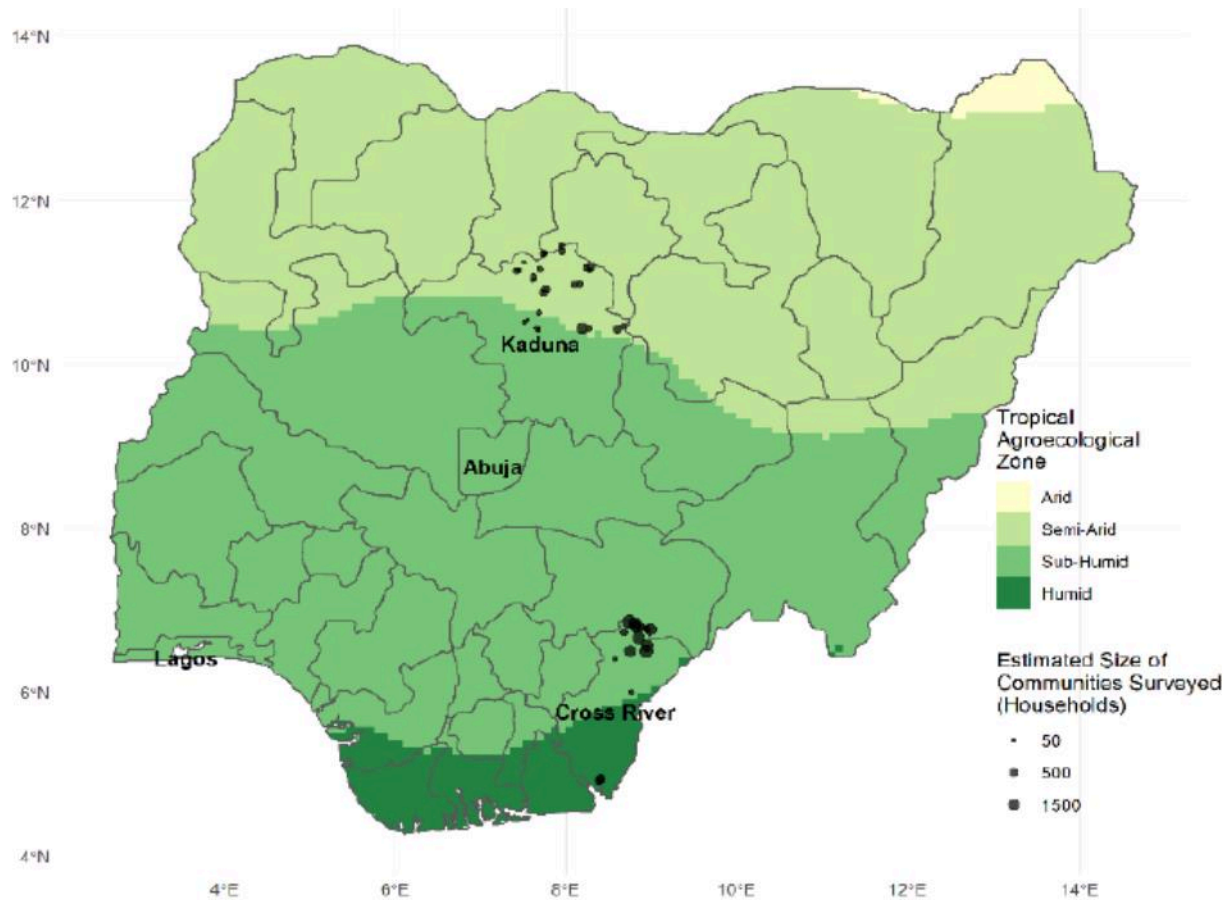 14°N
12°N
10°N
8°N
6°N
4°N
Kaduna
Abuja
Lagos
Cross River
Tropical
Agroecological
Zone
Arid
Semi-Arid
Sub-Humid
Humid
Estimated Size of
Communities Surveyed
(Households)
50
500
1500
4°E
6°E
8°E
10°E
12°E
14°E